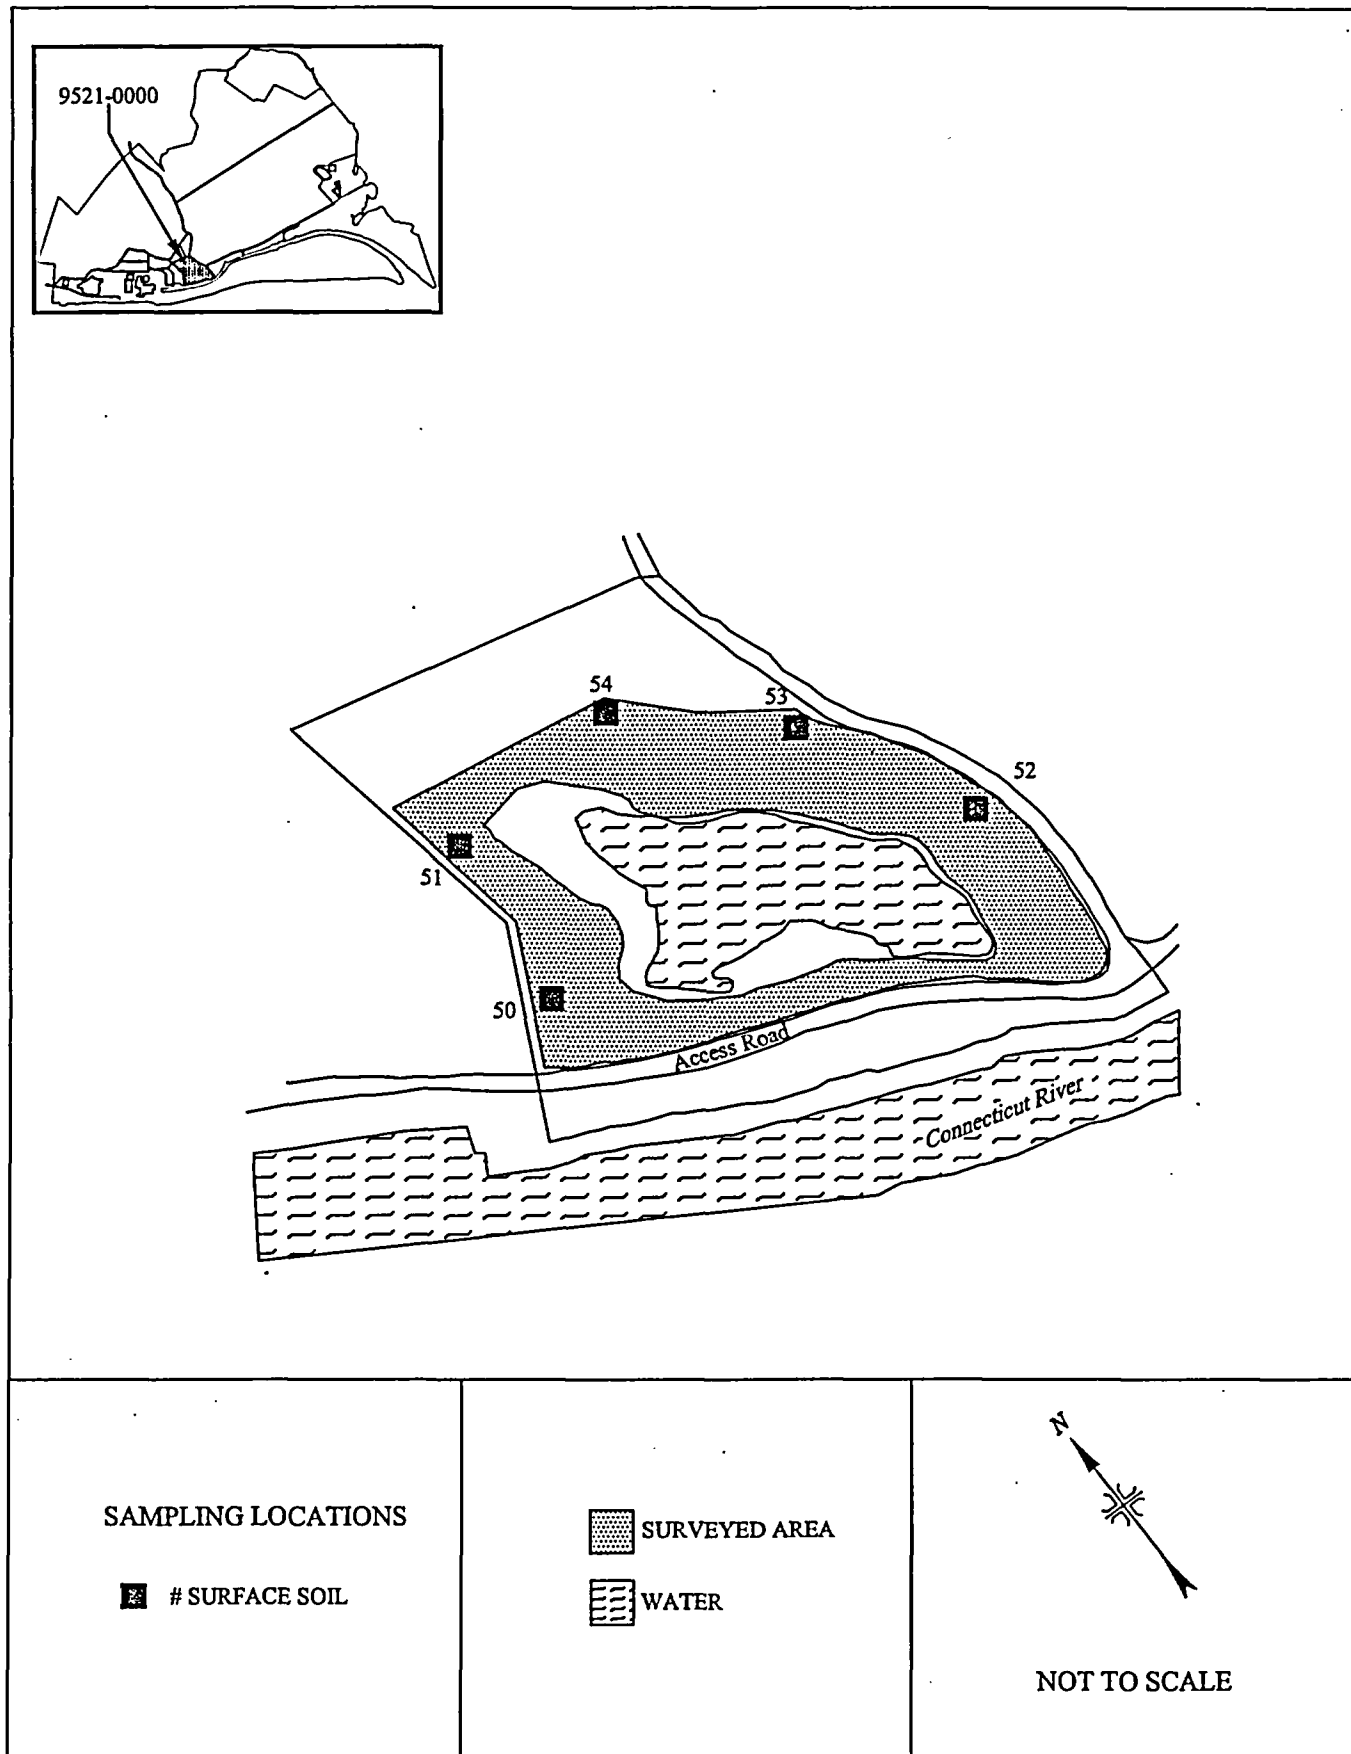 9521-0000
54
53
52
51
50
Access Road
Connecticut River
SAMPLING LOCATIONS
# SURFACE SOIL
SURVEYED AREA
WATER
N
NOT TO SCALE